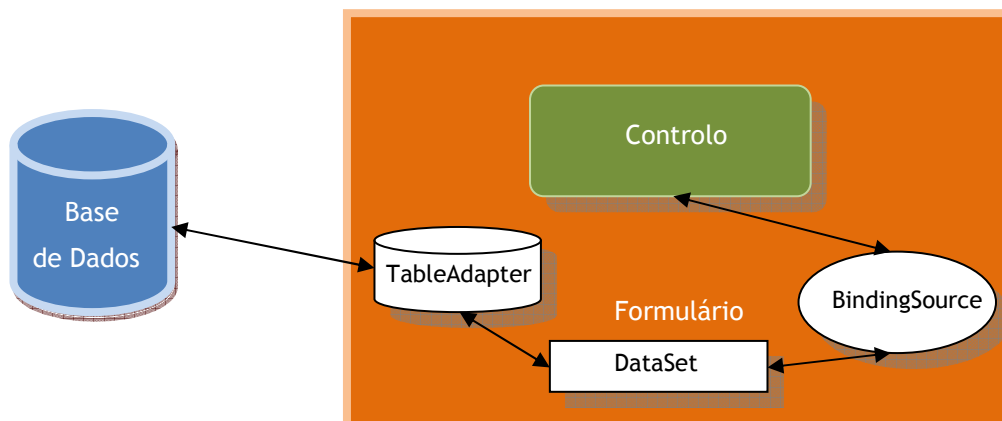 Controlo
Base
de Dados
TableAdapter
BindingSource
Formulário
DataSet